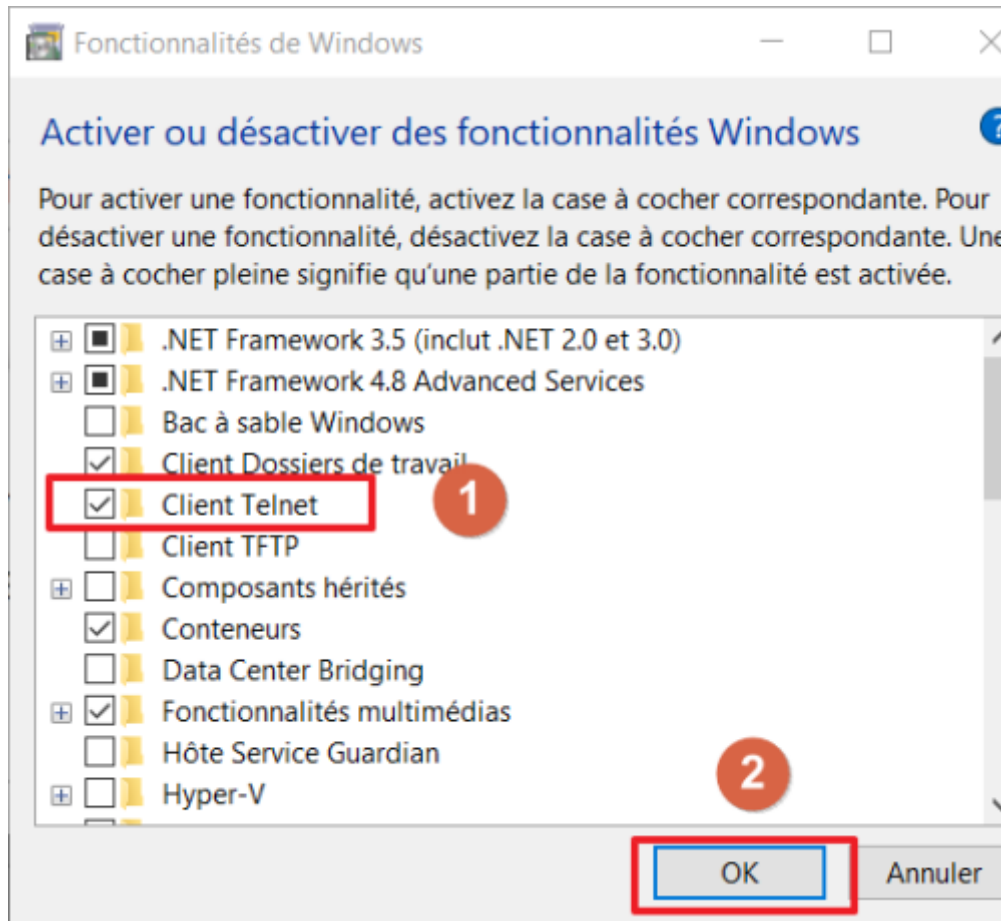 Fonctionnalités de Windows
Activer ou désactiver des fonctionnalités Windows
?
Pour activer une fonctionnalité, activez la case à cocher correspondante. Pour
désactiver une fonctionnalité, désactivez la case à cocher correspondante. Une
case à cocher pleine signifie qu'une partie de la fonctionnalité est activée.
.NET Framework 3.5 (inclut .NET 2.0 et 3.0)
.NET Framework 4.8 Advanced Services
Bac à sable Windows
Client Dossiers de travail
Client Telnet
1
Client TFTP
Composants hérités
Conteneurs
Data Center Bridging
Fonctionnalités multimédias
Hôte Service Guardian
2
Hyper-V
OK Annuler